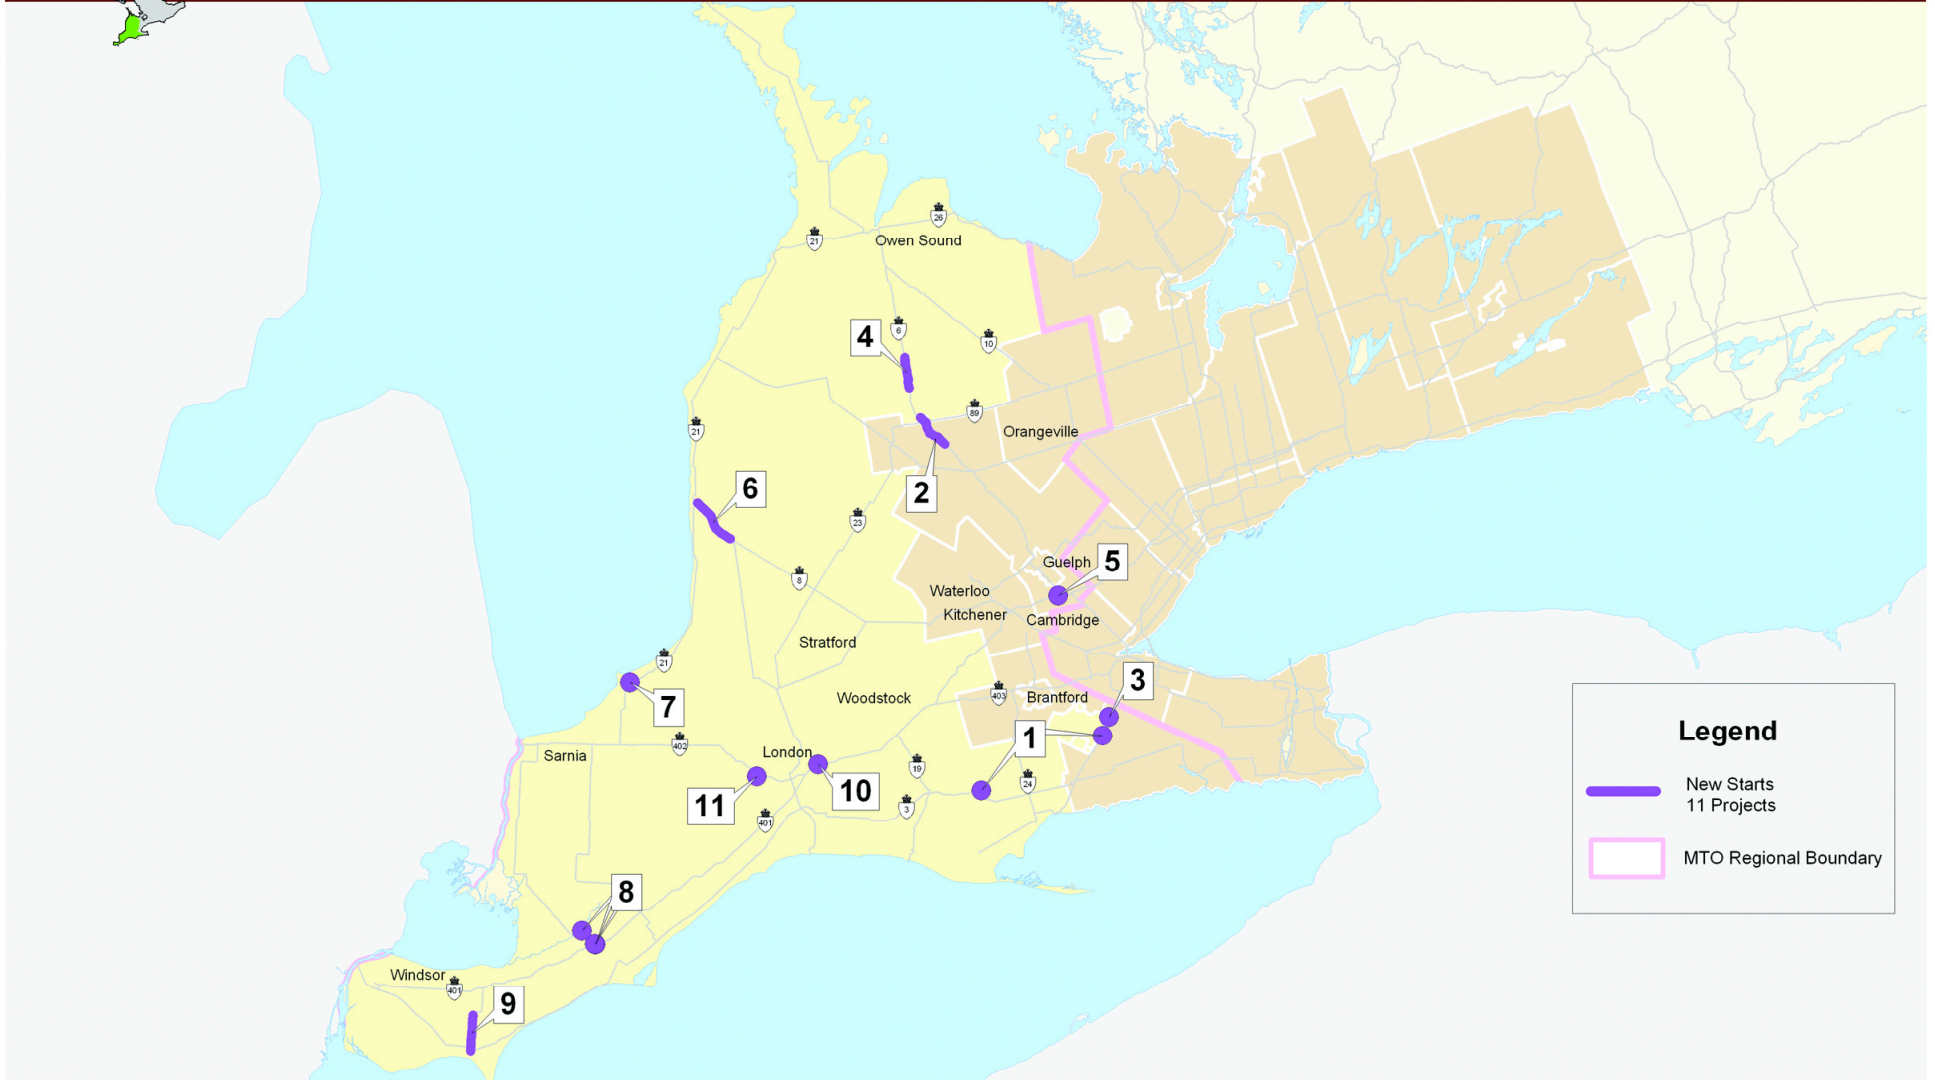 26
21
Owen Sound
4
6
10
89
21
Orangeville
6
2
23
Guelph
5
8
Waterloo
Kitchener
Cambridge
Stratford
21
3
7
403
Brantford
Woodstock
1
402
London
Sarnia
19
10
24
11
3
401
8
Windsor
401
9
Legend
New Starts
11 Projects
MTO Regional Boundary